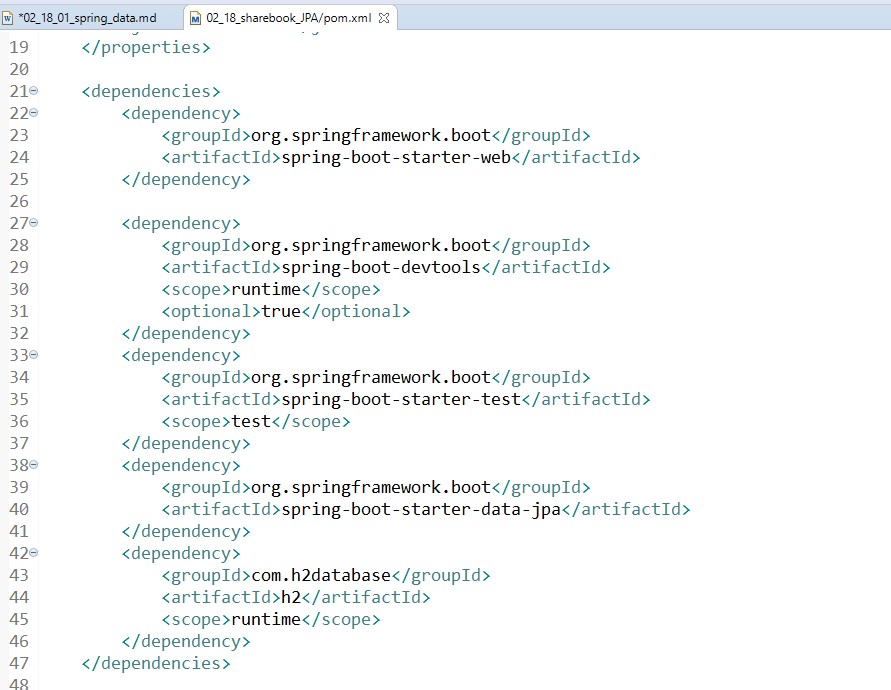 *02_18_01_spring_data.md
02_18_sharebook_JPA/pom.xml
19 </properties>
20
21 <dependencies>
22 <dependency>
23 <groupId>org.springframework.boot</groupId>
24 <artifactId>spring-boot-starter-web</artifactId>
25 </dependency>
26
27 <dependency>
28 <groupId>org.springframework.boot</groupId>
29 <artifactId>spring-boot-devtools</artifactId>
30 <scope>runtime</scope>
31 <optional>true</optional>
32 </dependency>
33 <dependency>
34 <groupId>org.springframework.boot</groupId>
35 <artifactId>spring-boot-starter-test</artifactId>
36 <scope>test</scope>
37 </dependency>
38 <dependency>
39 <groupId>org.springframework.boot</groupId>
40 <artifactId>spring-boot-starter-data-jpa</artifactId>
41 </dependency>
42 <dependency>
43 <groupId>com.h2database</groupId>
44 <artifactId>h2</artifactId>
45 <scope>runtime</scope>
46 </dependency>
47 </dependencies>
48